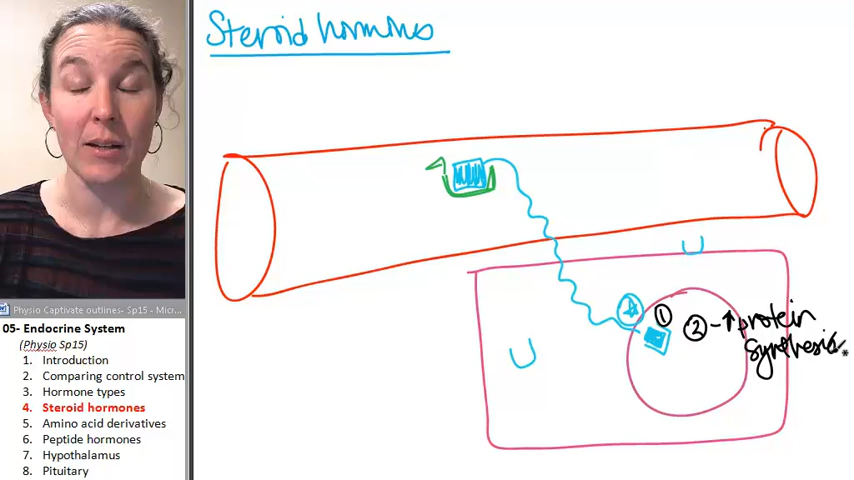 Steroid hormones
① ② - ↑ protein
synthesis
Physio Captivate outlines- Sp15 - Micr...
05- Endocrine System
(Physio Sp15)
1. Introduction
2. Comparing control system
3. Hormone types
4. Steroid hormones
5. Amino acid derivatives
6. Peptide hormones
7. Hypothalamus
8. Pituitary